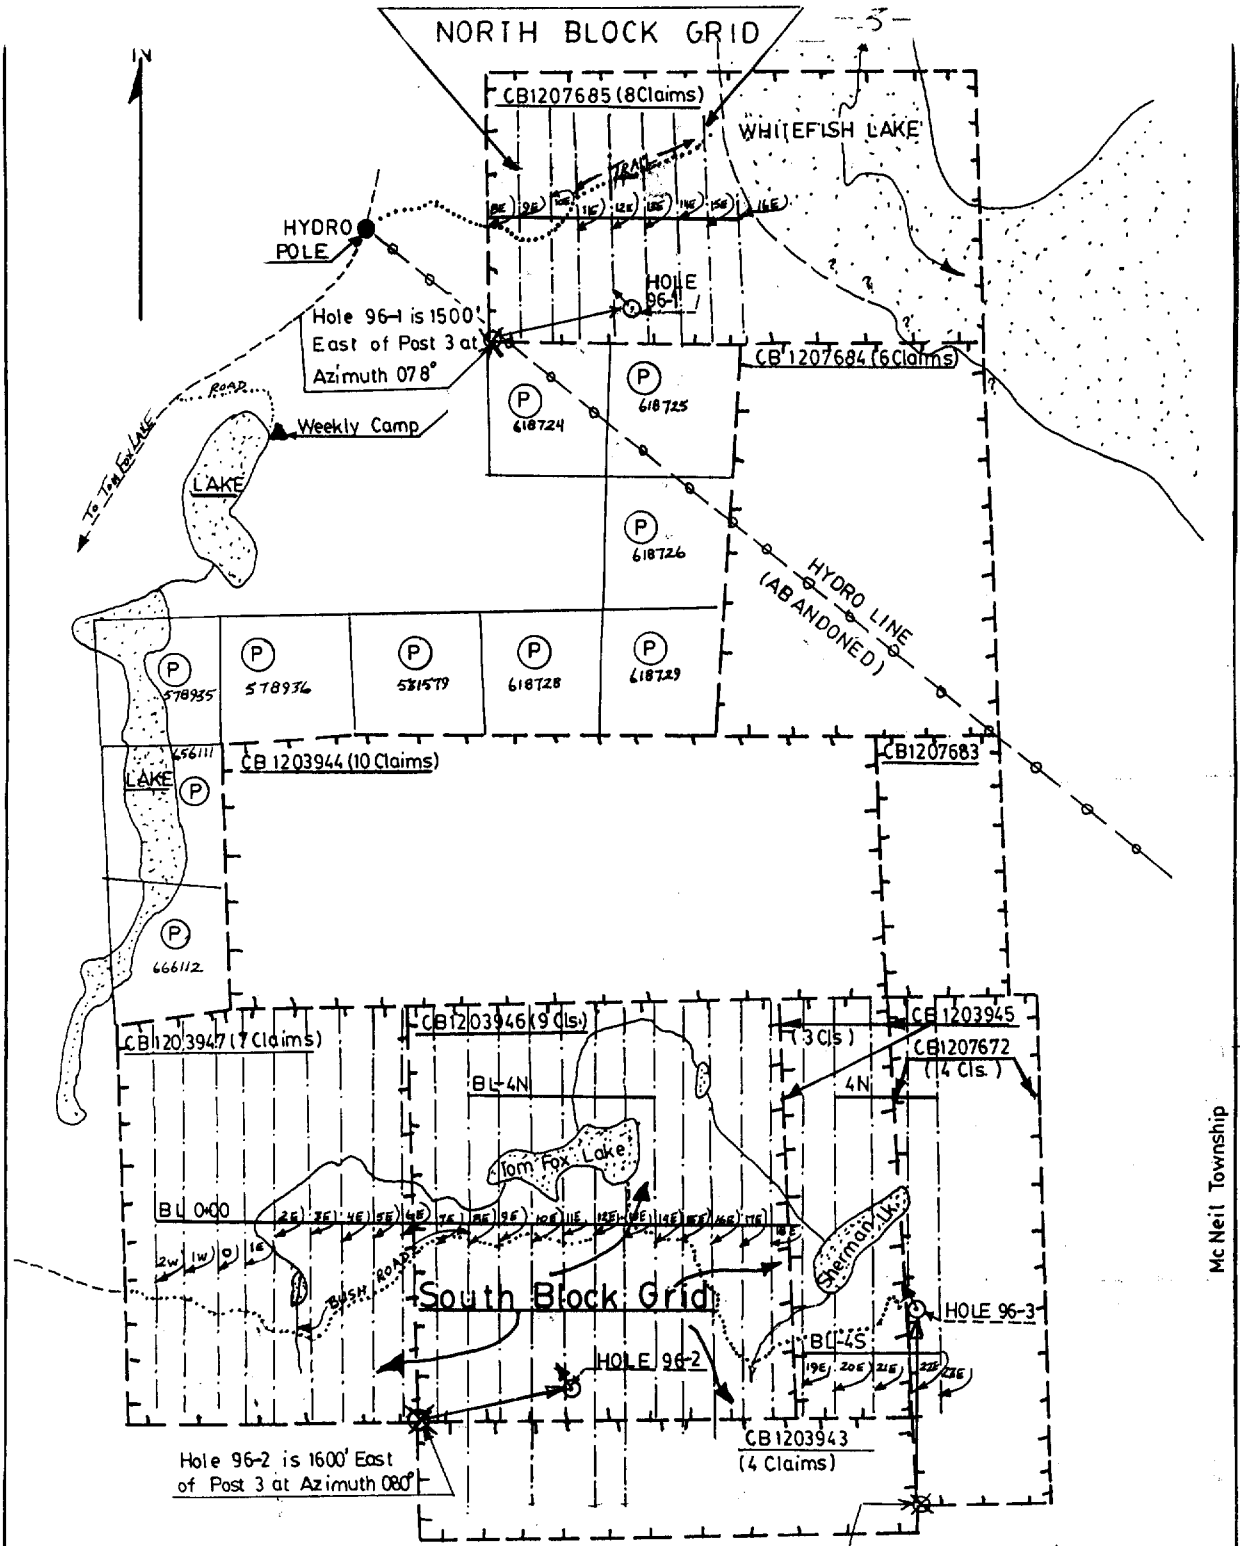 NORTH BLOCK GRID
-5-
N
CB1207685 (8Claims)
WHITEFISH LAKE
TRAIL
8E) 9E) 10E) 11E) 12E) 13E) 14E) 15E) 16E)
HYDRO
POLE
HOLE
96-1
Hole 96-1 is 1500'
East of Post 3 at
Azimuth 078°
? ? ? ?
CB 1207684 (6Claims)
ROAD
P
618724
P
618725
Weekly Camp
TO TOM FOX LAKE
LAKE
P
618726
HYDRO LINE
(ABANDONED)
P
578935
P
578936
P
581579
P
618728
P
618729
656111
P
LAKE
CB 1203944 (10 Claims)
CB1207683
P
666112
CB1203947 (7 Claims)
CB1203946 (9 Cls.)
(3Cls)
CB 1203945
CB1207672
(4 Cls.)
BL-4N
4N
Tom Fox Lake
BL 0+00
2W) 1W) 0) 1E) 2E) 3E) 4E) 5E) 6E) 7E) 8E) 9E) 10E) 11E) 12E) 13E) 14E) 15E) 16E) 17E) 18E)
Sherman Lk.
BUSH ROAD
South Block Grid
HOLE 96-3
BL-4S
19E) 20E) 21E) 22E) 23E)
HOLE 96-2
CB1203943
(4 Claims)
Hole 96-2 is 1600' East
of Post 3 at Azimuth 080°
McNeil Township